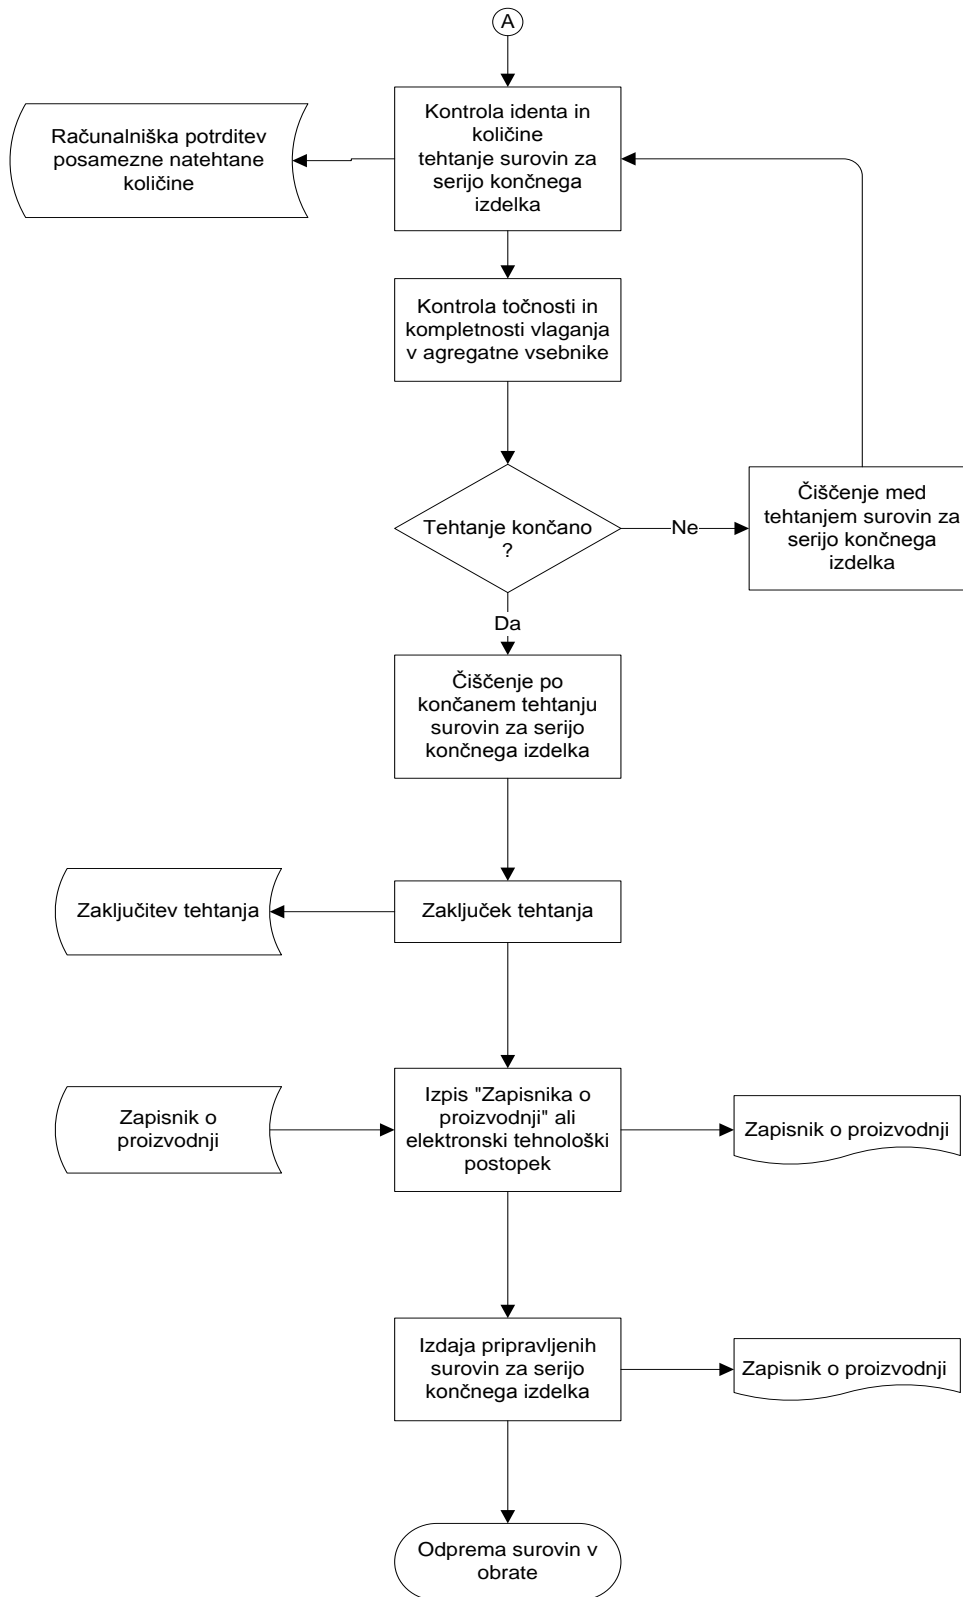 A
Kontrola identa in
količine
tehtanje surovin za
serijo končnega
izdelka
Računalniška potrditev
posamezne natehtane
količine
Kontrola točnosti in
kompletnosti vlaganja
v agregatne vsebnike
Tehtanje končano
?
Ne
Čiščenje med
tehtanjem surovin za
serijo končnega
izdelka
Da
Čiščenje po
končanem tehtanju
surovin za serijo
končnega izdelka
Zaključitev tehtanja
Zaključek tehtanja
Zapisnik o
proizvodnji
Izpis "Zapisnika o
proizvodnji" ali
elektronski tehnološki
postopek
Zapisnik o proizvodnji
Izdaja pripravljenih
surovin za serijo
končnega izdelka
Zapisnik o proizvodnji
Odprema surovin v
obrate